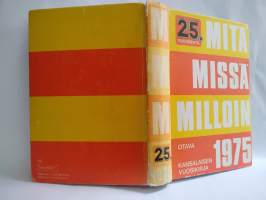 25.
MITÄ
MISSÄ
MILLOIN
1975
OTAVA
KANSALAISEN
VUOSIKIRJA
M
M
M
25